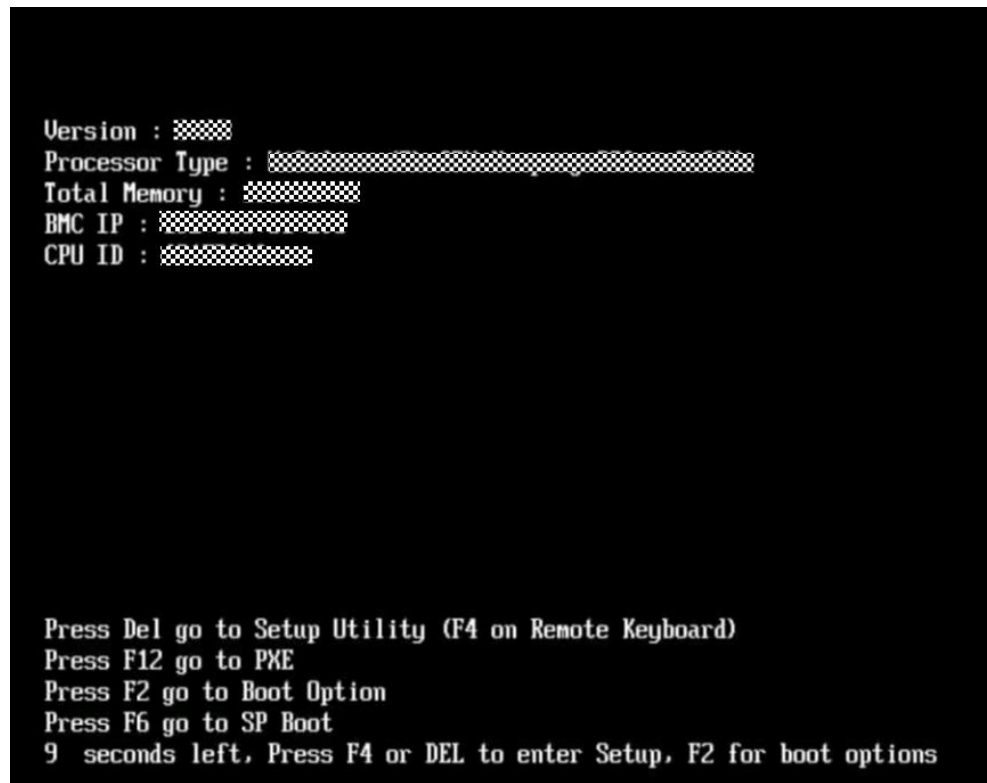 Version :
Processor Type :
Total Memory :
BMC IP :
CPU ID :
Press Del go to Setup Utility (F4 on Remote Keyboard)
Press F12 go to PXE
Press F2 go to Boot Option
Press F6 go to SP Boot
9 seconds left, Press F4 or DEL to enter Setup, F2 for boot options